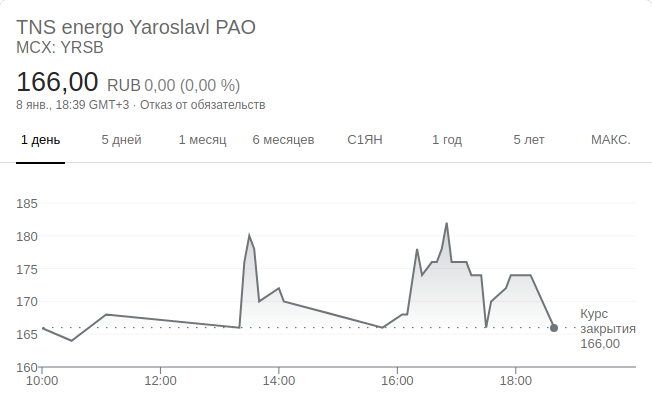 TNS energo Yaroslavl PAO
MCX: YRSB
166,00 RUB 0,00 (0,00 %)
8 янв., 18:39 GMT+3 · Отказ от обязательств
1 день 5 дней 1 месяц 6 месяцев С1ЯН 1 год 5 лет МАКС.
185
180
175
170
165
160
Курс
закрытия
166,00
10:00 12:00 14:00 16:00 18:00